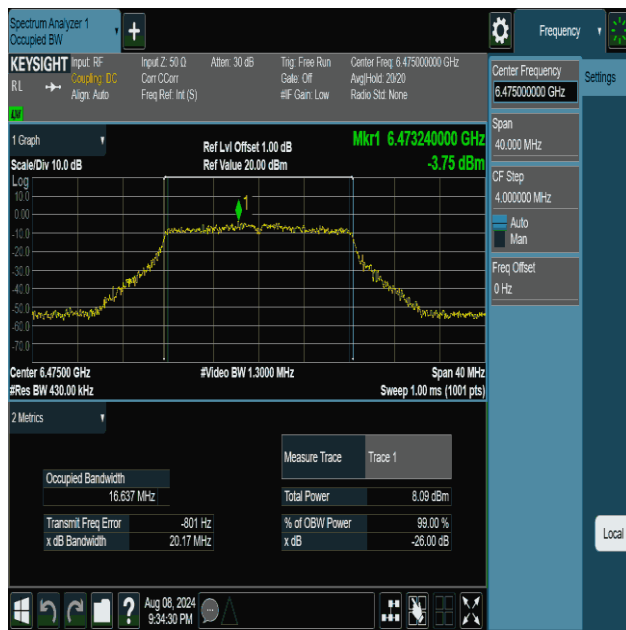 Spectrum Analyzer 1
Occupied BW
Frequency
KEYSIGHT Input: RF
RL Coupling: DC
Align: Auto
Input Z: 50 Ω
Corr CCorr
Freq Ref: Int (S)
Atten: 30 dB
Trig: Free Run
Gate: Off
#IF Gain: Low
Center Freq: 6.475000000 GHz
Avg|Hold: 20/20
Radio Std: None
LW
Center Frequency
6.475000000 GHz
Settings
Span
40.000 MHz
CF Step
4.000000 MHz
Auto
Man
Freq Offset
0 Hz
1 Graph
Ref Lvl Offset 1.00 dB
Mkr1 6.473240000 GHz
Scale/Div 10.0 dB
Ref Value 20.00 dBm
-3.75 dBm
Log
10.0
0.00
-10.0
-20.0
-30.0
-40.0
-50.0
-60.0
-70.0
1
Center 6.47500 GHz
#Video BW 1.3000 MHz
Span 40 MHz
#Res BW 430.00 kHz
Sweep 1.00 ms (1001 pts)
2 Metrics
Measure Trace Trace 1
Occupied Bandwidth
16.637 MHz
Total Power 8.09 dBm
Transmit Freq Error -801 Hz
% of OBW Power 99.00 %
x dB Bandwidth 20.17 MHz
x dB -26.00 dB
Local
Aug 08, 2024
9:34:30 PM